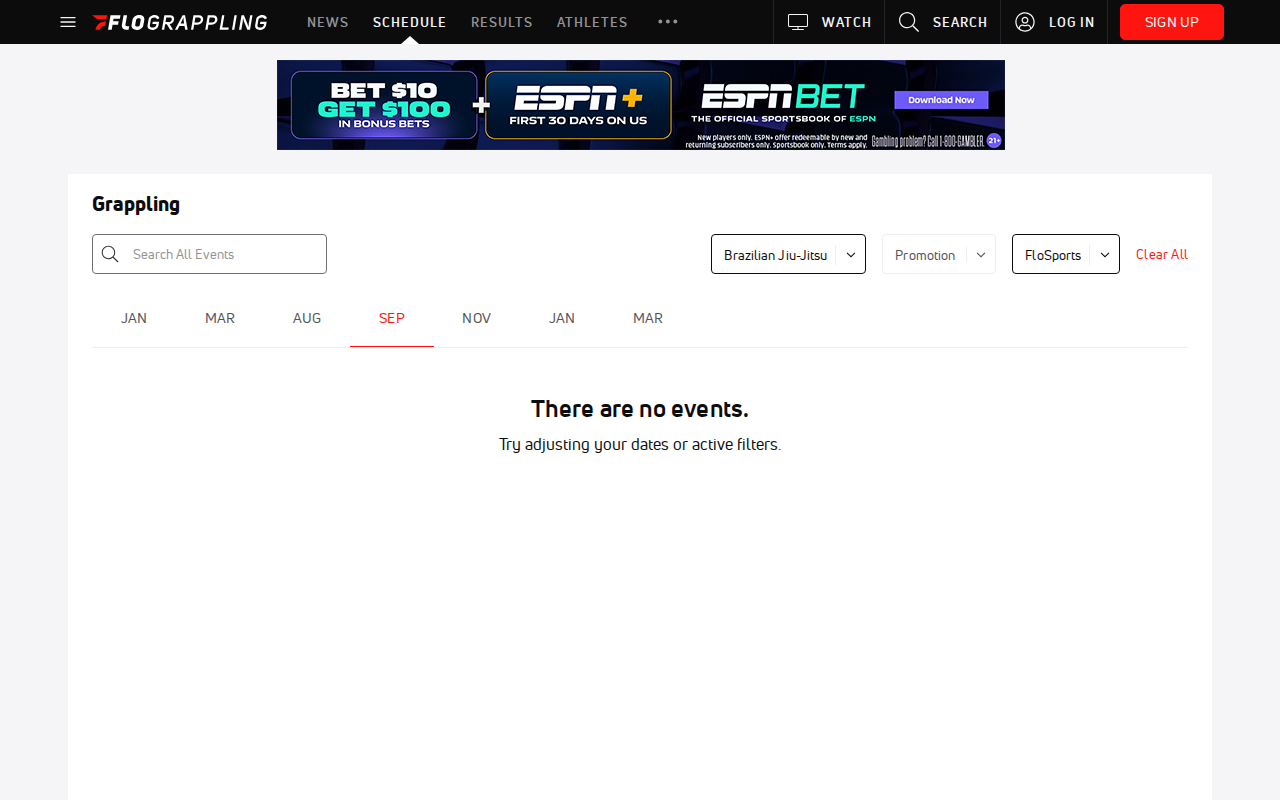 FLOGRAPPLING
NEWS
SCHEDULE
RESULTS
ATHLETES
WATCH
SEARCH
LOG IN
SIGN UP
BET $10
GET $100
IN BONUS BETS
+
ESPN+
FIRST 30 DAYS ON US
ESPN BET
THE OFFICIAL SPORTSBOOK OF ESPN
Download Now
New players only. ESPN+ offer redeemable by new and
returning subscribers only. Sportsbook only. Terms apply.
Gambling problem? Call 1-800-GAMBLER.
21+
Grappling
Search All Events
Brazilian Jiu-Jitsu
Promotion
FloSports
Clear All
JAN
MAR
AUG
SEP
NOV
JAN
MAR
There are no events.
Try adjusting your dates or active filters.